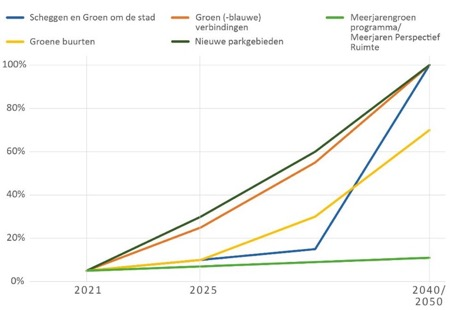 Scheggen en Groen om de stad
Groen (-blauwe)
verbindingen
Meerjarengroen
programma/
Meerjaren Perspectief
Ruimte
Groene buurten
Nieuwe parkgebieden
100%
80%
60%
40%
20%
0%
2021
2025
2040/
2050